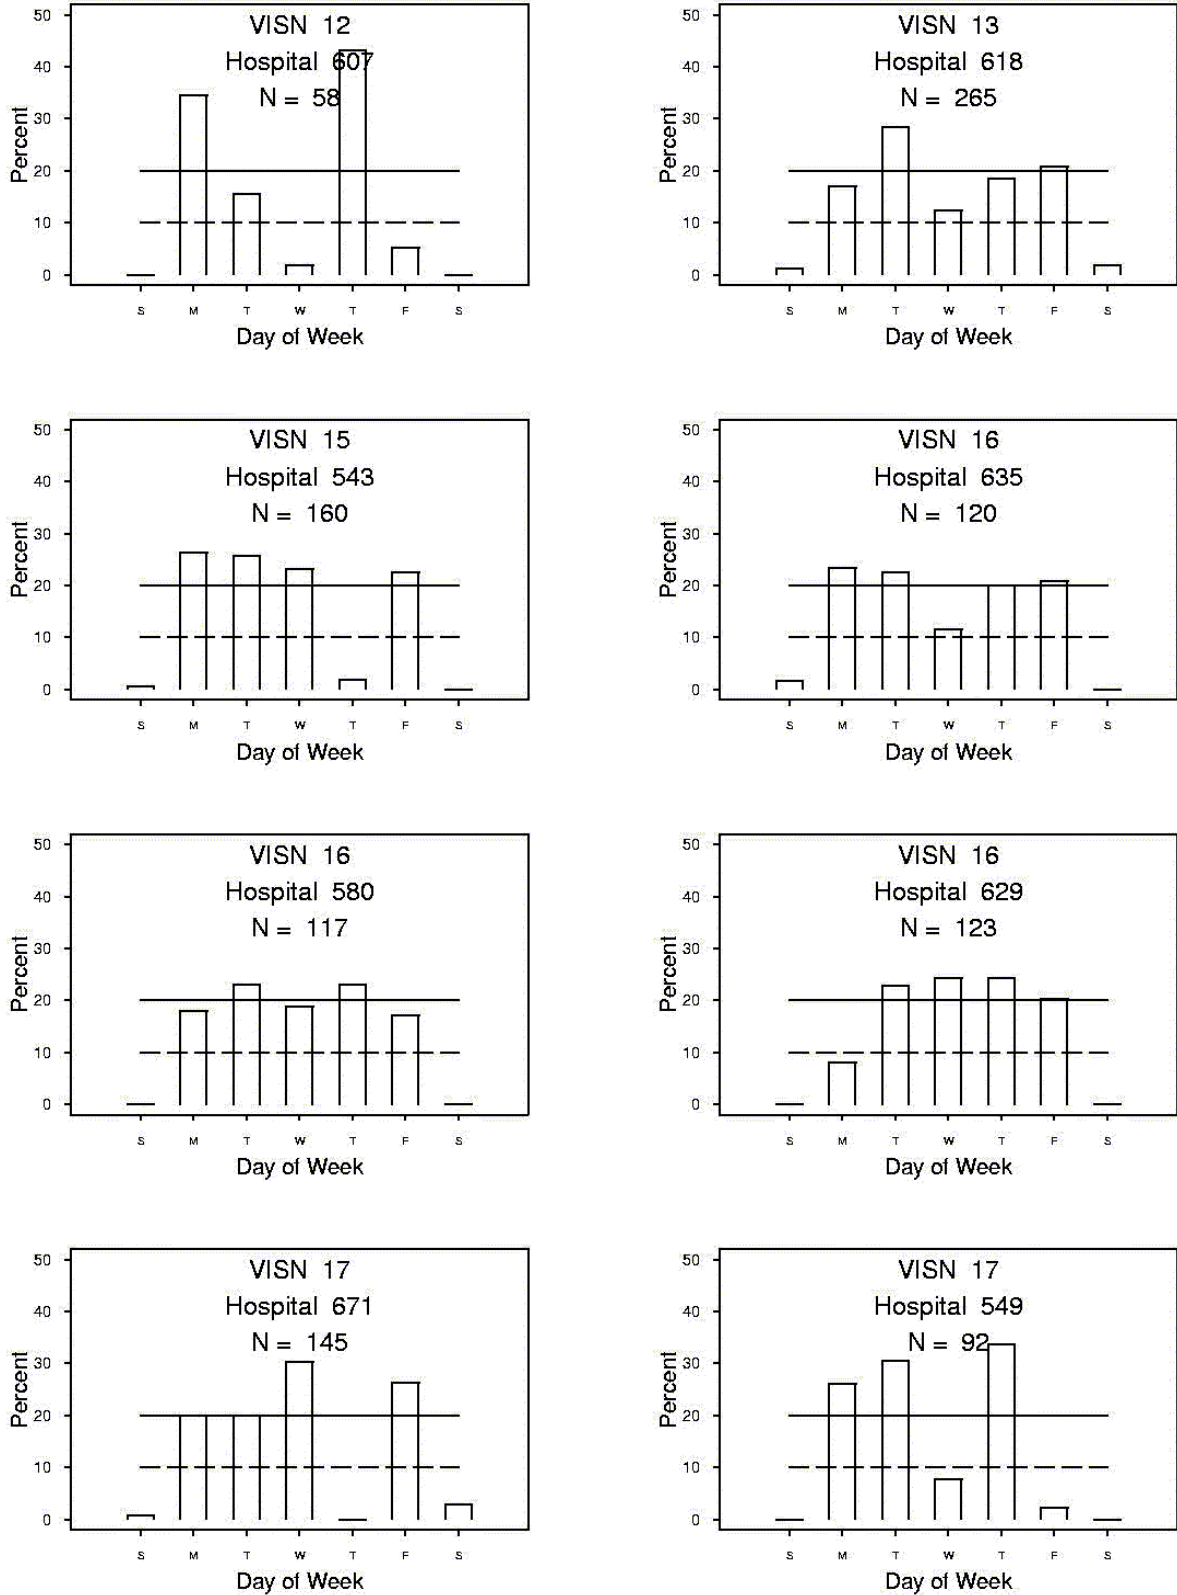 VISN 12
Hospital 607
N = 58
50
40
30
20
10
0
Percent
S M T W T F S
Day of Week
VISN 13
Hospital 618
N = 265
50
40
30
20
10
0
Percent
S M T W T F S
Day of Week
VISN 15
Hospital 543
N = 160
50
40
30
20
10
0
Percent
S M T W T F S
Day of Week
VISN 16
Hospital 635
N = 120
50
40
30
20
10
0
Percent
S M T W T F S
Day of Week
VISN 16
Hospital 580
N = 117
50
40
30
20
10
0
Percent
S M T W T F S
Day of Week
VISN 16
Hospital 629
N = 123
50
40
30
20
10
0
Percent
S M T W T F S
Day of Week
VISN 17
Hospital 671
N = 145
50
40
30
20
10
0
Percent
S M T W T F S
Day of Week
VISN 17
Hospital 549
N = 92
50
40
30
20
10
0
Percent
S M T W T F S
Day of Week